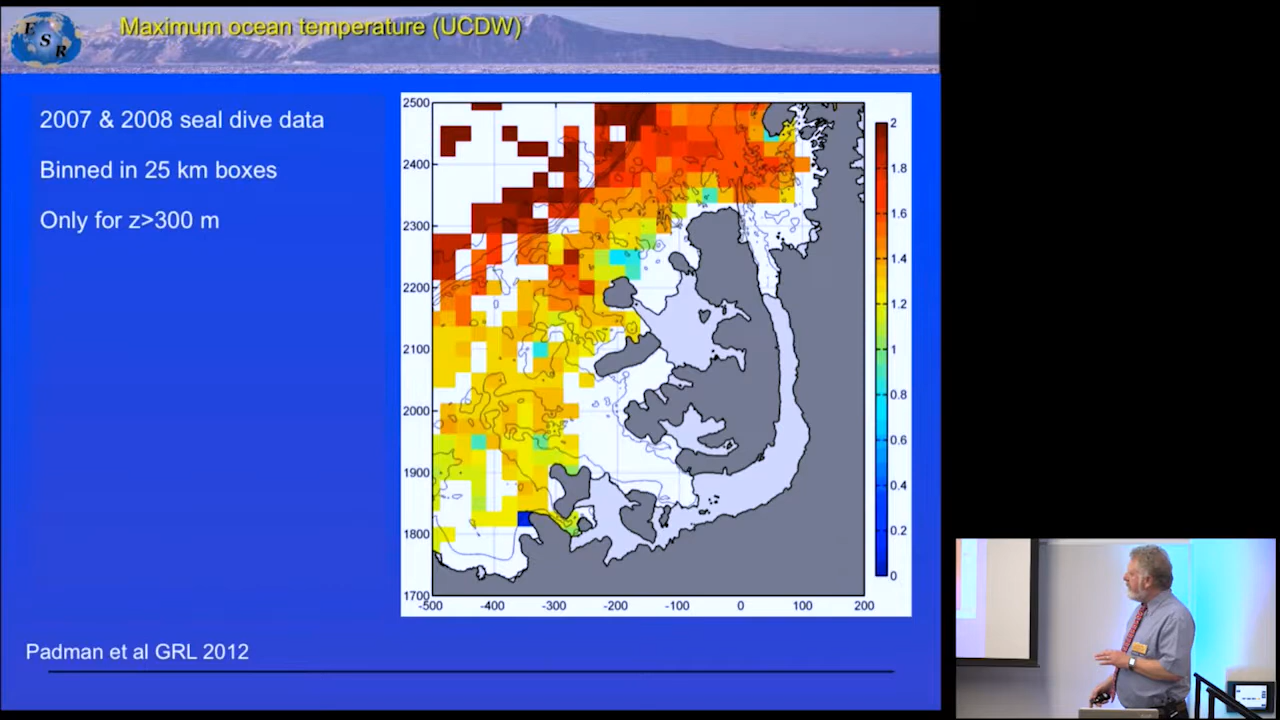 E S R
Maximum ocean temperature (UCDW)
2007 & 2008 seal dive data
Binned in 25 km boxes
Only for z>300 m
2500
2400
2300
2200
2100
2000
1900
1800
1700
-500 -400 -300 -200 -100 0 100 200
2
1.8
1.6
1.4
1.2
1
0.8
0.6
0.4
0.2
0
Padman et al GRL 2012